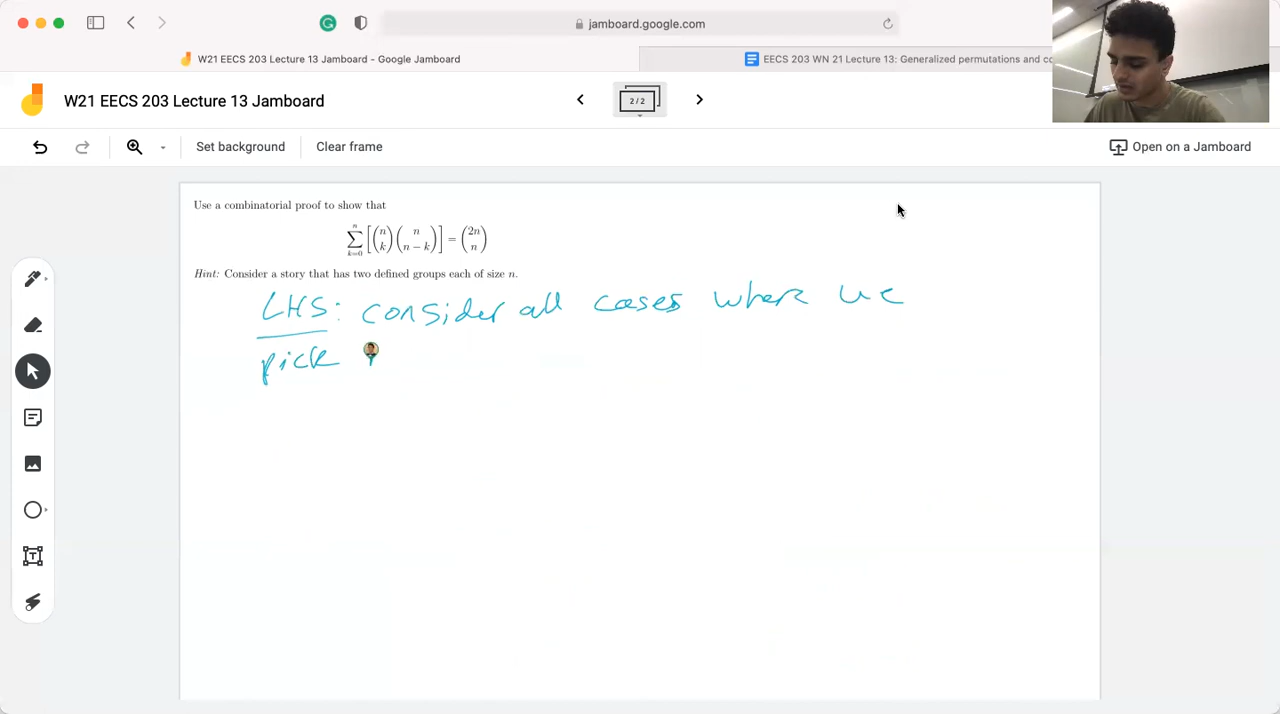 jamboard.google.com
W21 EECS 203 Lecture 13 Jamboard - Google Jamboard
EECS 203 WN 21 Lecture 13: Generalized permutations and co
W21 EECS 203 Lecture 13 Jamboard
2 / 2
Set background
Clear frame
Open on a Jamboard
Use a combinatorial proof to show that
∑_{k=0}^{n} [(n k)(n n − k)] = (2n n)
Hint: Consider a story that has two defined groups each of size n.
LHS: consider all cases where we
pick